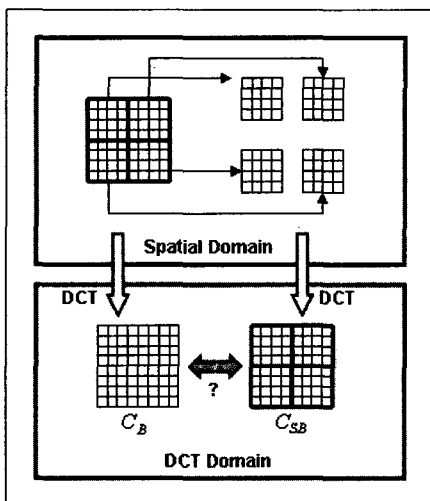 Spatial Domain
DCT DCT
?
C_B C_SB
DCT Domain